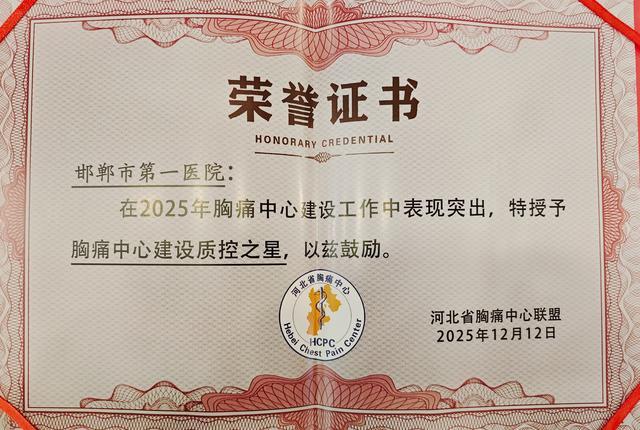 荣誉证书
HONORARY CREDENTIAL
邯郸市第一医院：
在2025年胸痛中心建设工作中表现突出，特授予
胸痛中心建设质控之星，以兹鼓励。
河北省胸痛中心
HCPC
Hebei Chest Pain Center
河北省胸痛中心联盟
2025年12月12日